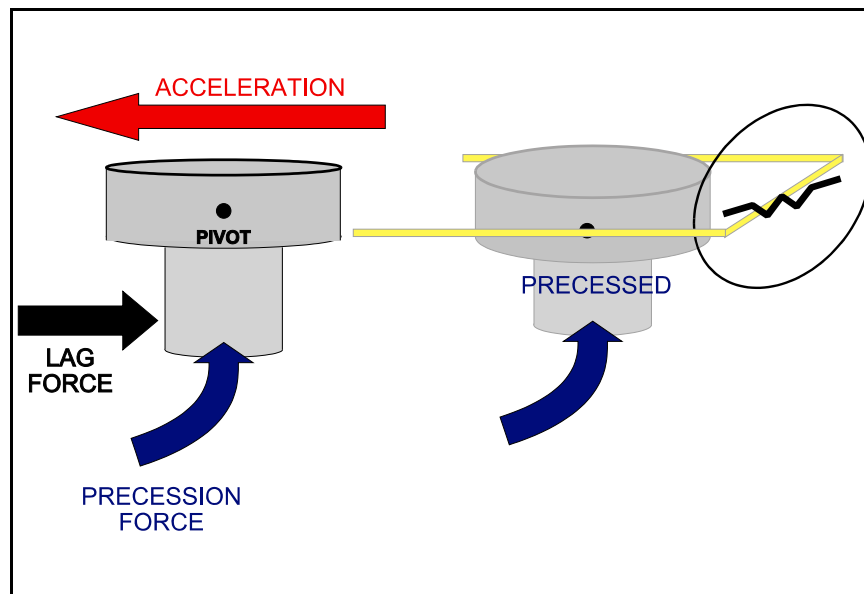 ACCELERATION
PIVOT
PRECESSED
LAG
FORCE
PRECESSION
FORCE